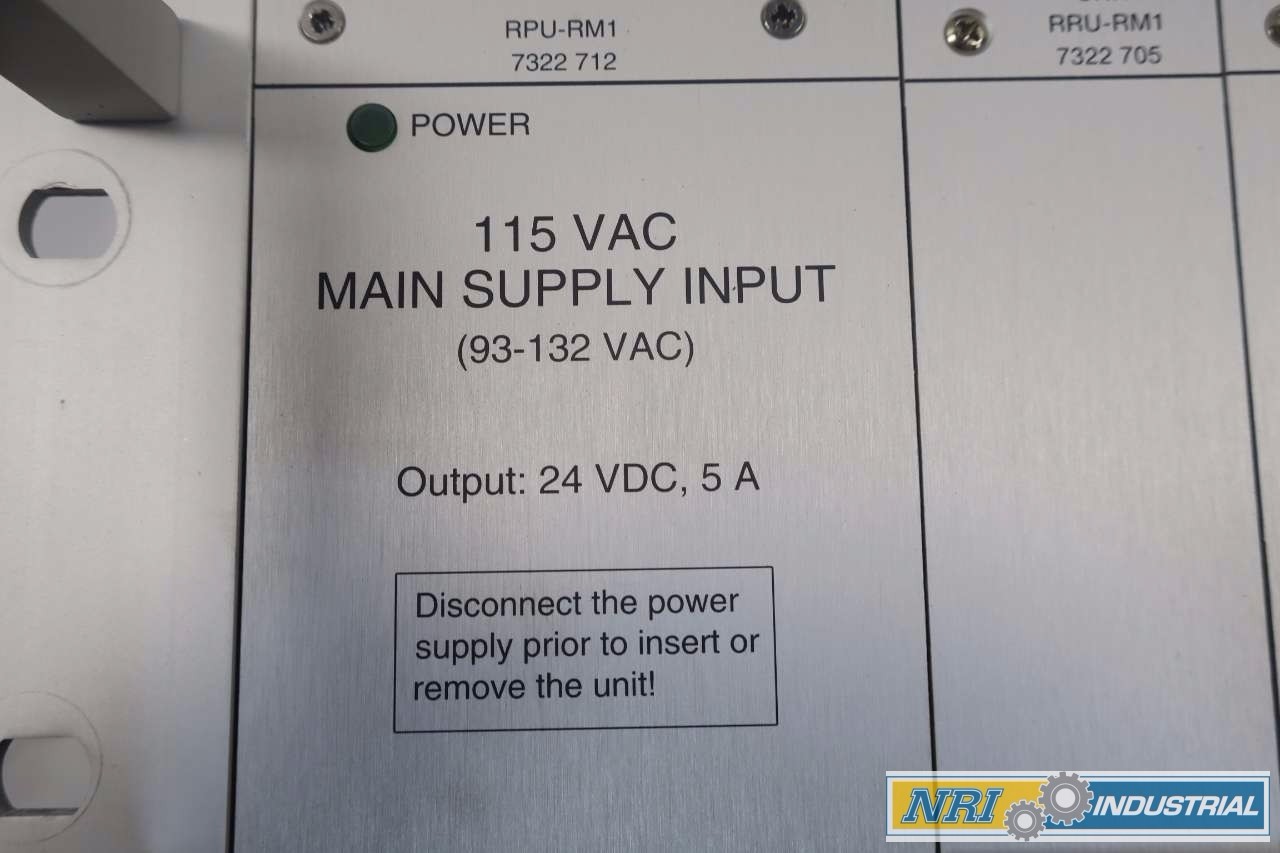 RPU-RM1
7322 712
RRU-RM1
7322 705
POWER
115 VAC
MAIN SUPPLY INPUT
(93-132 VAC)
Output: 24 VDC, 5 A
Disconnect the power
supply prior to insert or
remove the unit!
NRI INDUSTRIAL